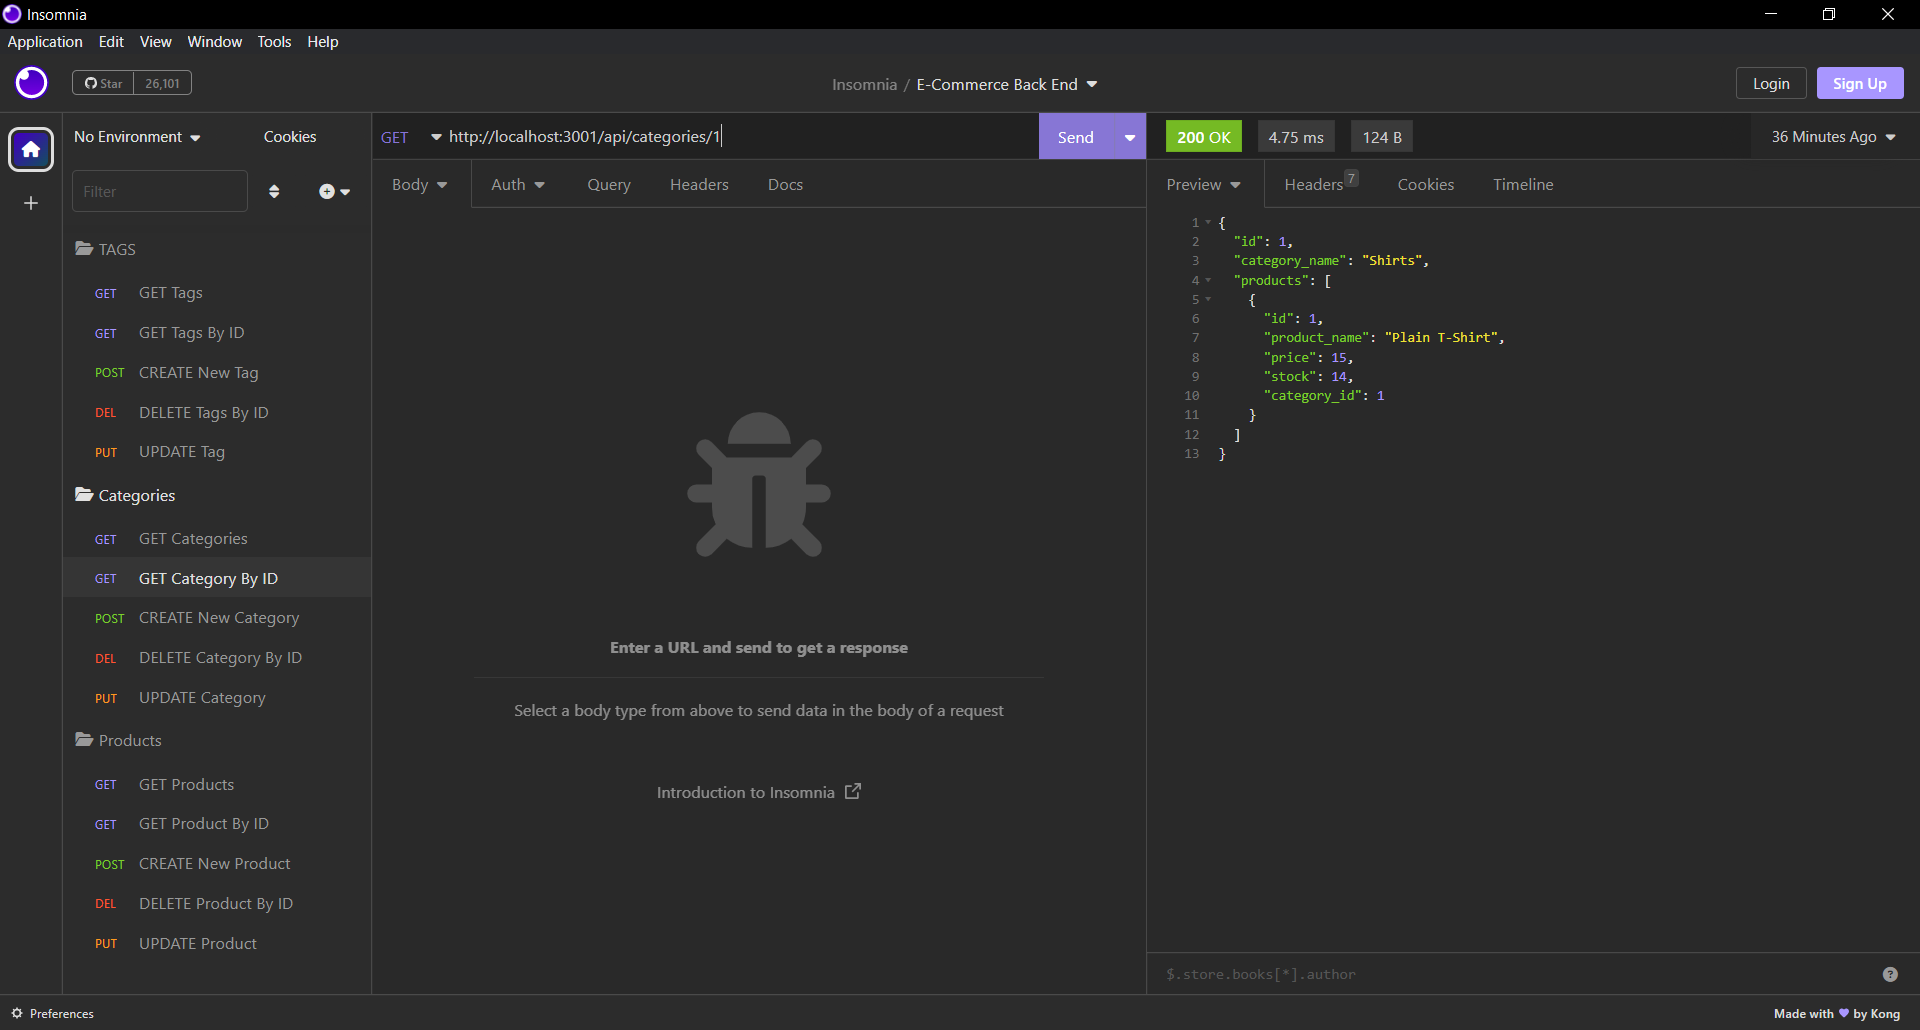 Insomnia
Application Edit View Window Tools Help
Star 26,101
Insomnia / E-Commerce Back End
Login Sign Up
No Environment Cookies
Filter
TAGS
GET GET Tags
GET GET Tags By ID
POST CREATE New Tag
DEL DELETE Tags By ID
PUT UPDATE Tag
Categories
GET GET Categories
GET GET Category By ID
POST CREATE New Category
DEL DELETE Category By ID
PUT UPDATE Category
Products
GET GET Products
GET GET Product By ID
POST CREATE New Product
DEL DELETE Product By ID
PUT UPDATE Product
GET http://localhost:3001/api/categories/1 Send
Body Auth Query Headers Docs
Enter a URL and send to get a response
Select a body type from above to send data in the body of a request
Introduction to Insomnia
200 OK 4.75 ms 124 B 36 Minutes Ago
Preview Headers 7 Cookies Timeline
1 {
2 "id": 1,
3 "category_name": "Shirts",
4 "products": [
5 {
6 "id": 1,
7 "product_name": "Plain T-Shirt",
8 "price": 15,
9 "stock": 14,
10 "category_id": 1
11 }
12 ]
13 }
$.store.books[*].author ?
Preferences
Made with 💜 by Kong